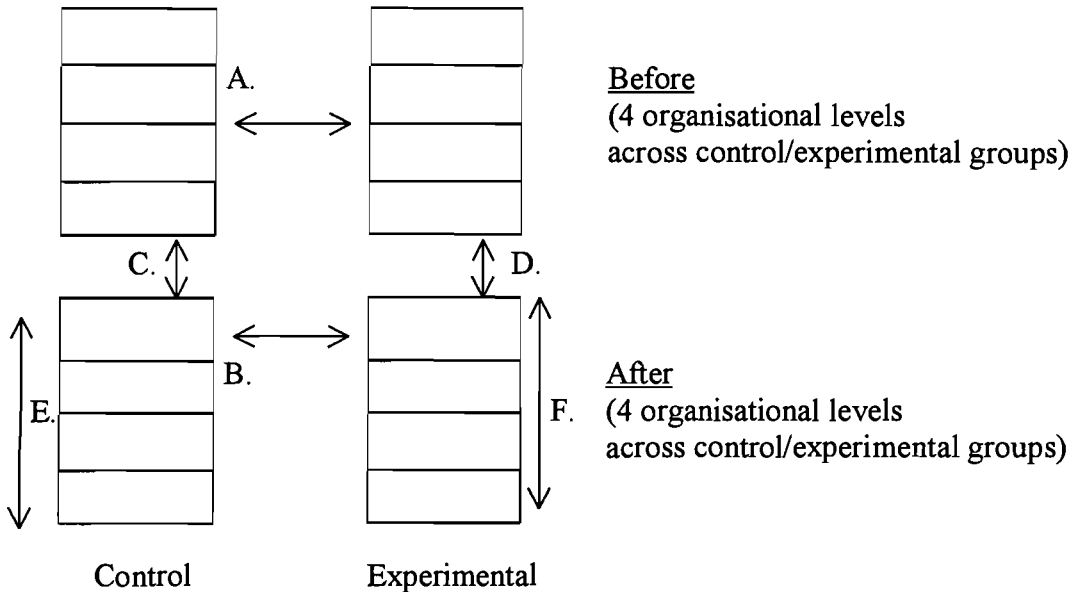 A.
Before
(4 organisational levels
across control/experimental groups)
C.
D.
B.
E.
F.
After
(4 organisational levels
across control/experimental groups)
Control
Experimental